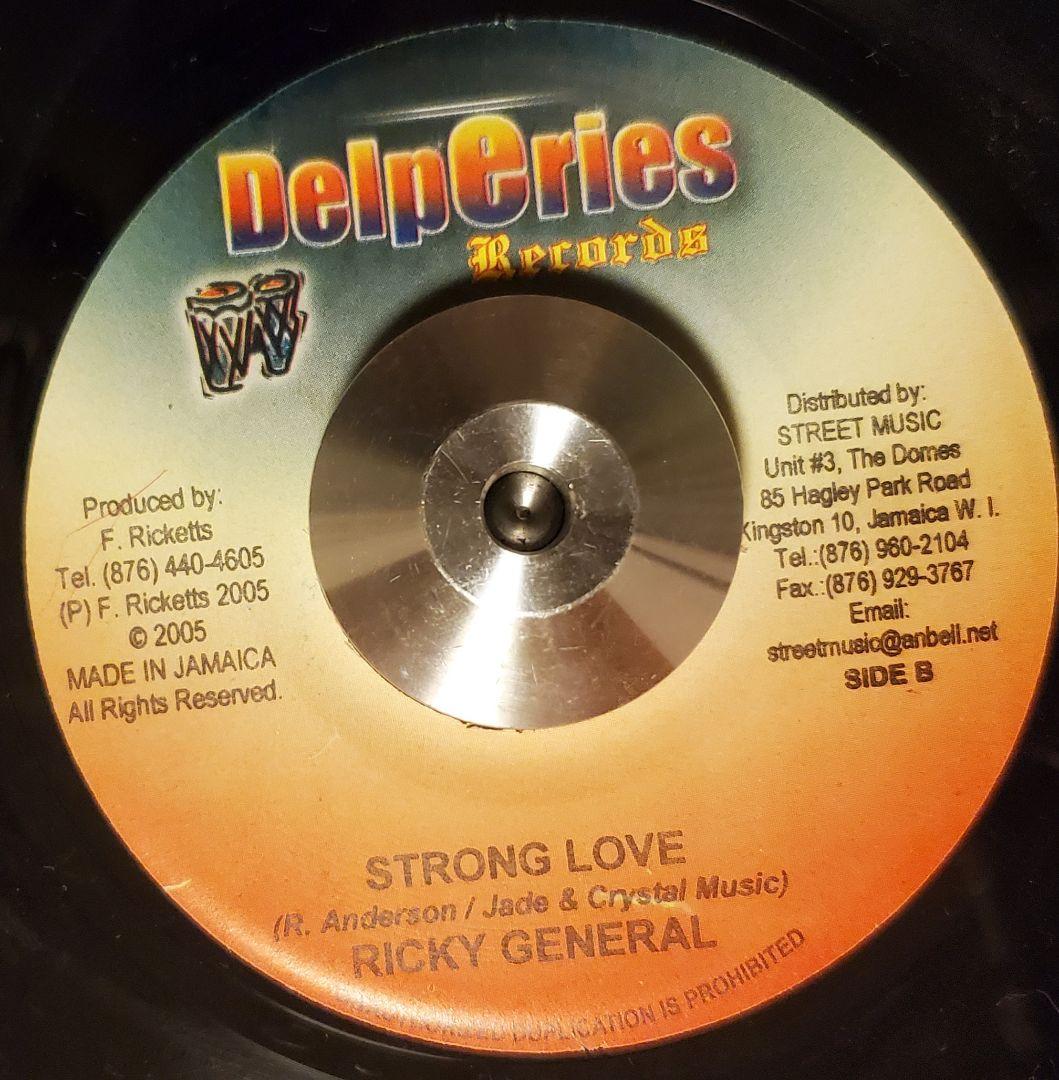 DelpEries
Records
Produced by:
F. Ricketts
Tel. (876) 440-4605
(P) F. Ricketts 2005
© 2005
MADE IN JAMAICA
All Rights Reserved.
Distributed by:
STREET MUSIC
Unit #3, The Domes
85 Hagley Park Road
Kingston 10, Jamaica W. I.
Tel.:(876) 960-2104
Fax.:(876) 929-3767
Email:
streetmusic@anbell.net
SIDE B
STRONG LOVE
(R. Anderson / Jade & Crystal Music)
RICKY GENERAL
DUPLICATION IS PROHIBITED